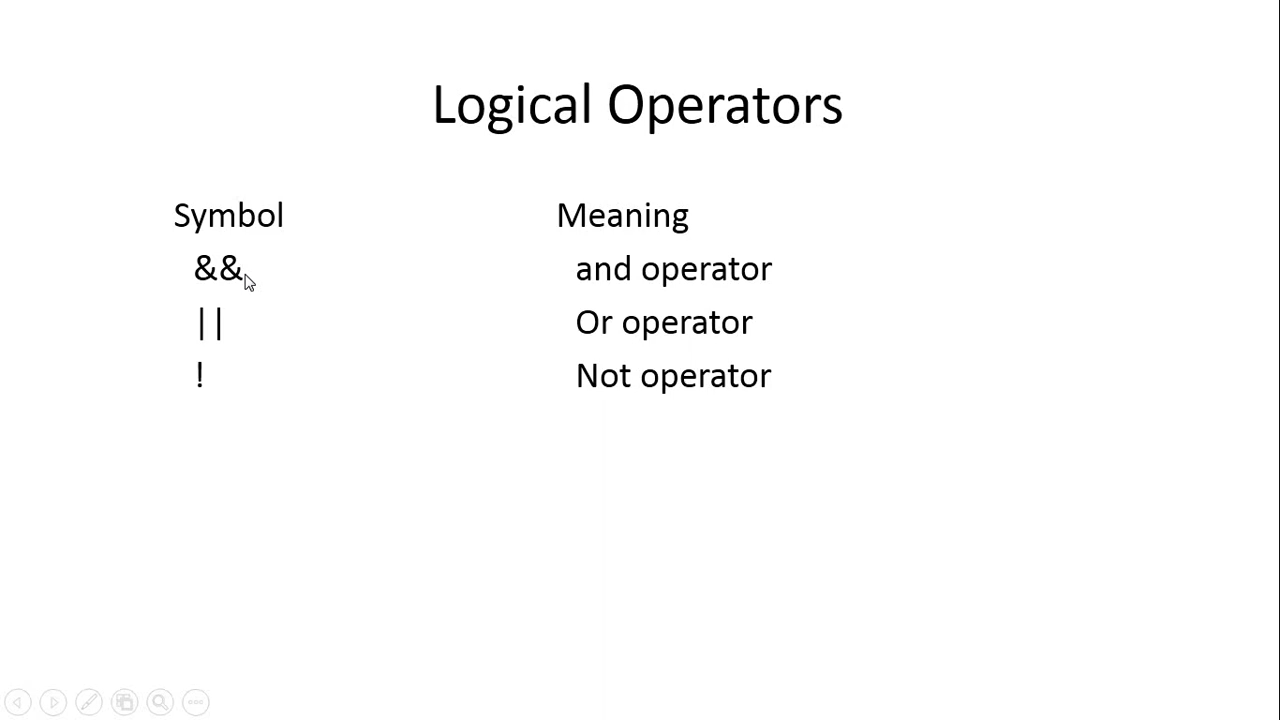 Logical Operators
Symbol Meaning
&& and operator
|| Or operator
! Not operator